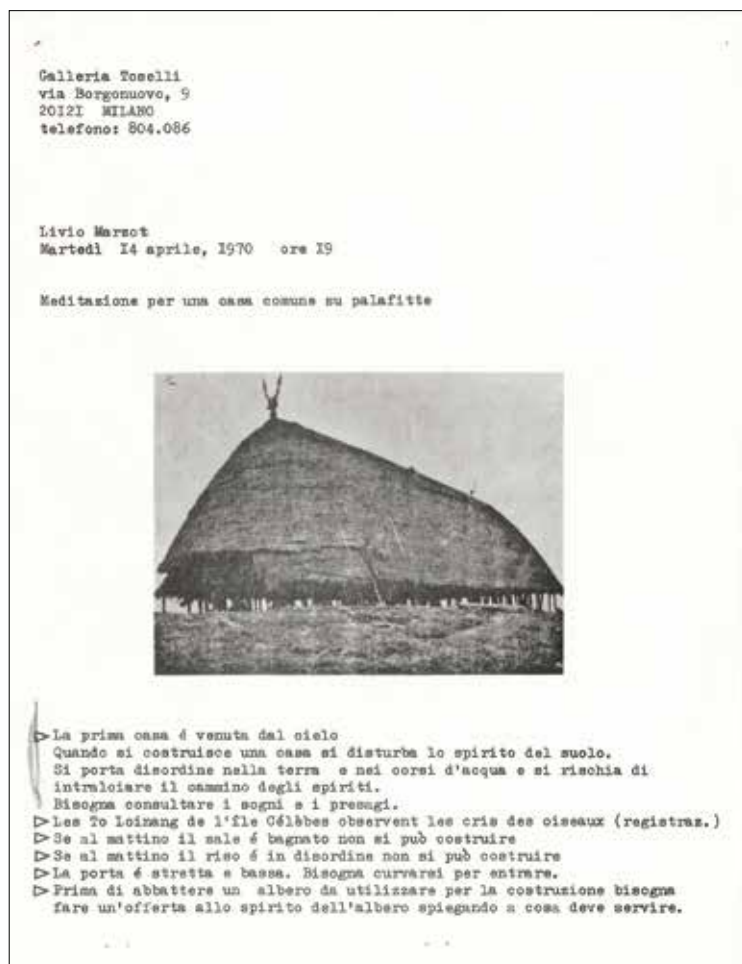 Galleria Toselli
via Borgonuovo, 9
20I2I MILANO
telefono: 804.086
Livio Marzot
Martedì I4 aprile, I970 ore I9
Meditazione per una casa comune su palafitte
▷ La prima casa é venuta dal cielo
Quando si costruisce una casa si disturba lo spirito del suolo.
Si porta disordine nella terra e nei corsi d'acqua e si rischia di
intralciare il cammino degli spiriti.
Bisogna consultare i sogni e i presagi.
▷ Les To Loinang de l'île Célèbes observent les cris des oiseaux (registraz.)
▷ Se al mattino il sale é bagnato non si può costruire
▷ Se al mattino il riso é in disordine non si può costruire
▷ La porta é stretta e bassa. Bisogna curvarsi per entrare.
▷ Prima di abbattere un albero da utilizzare per la costruzione bisogna
fare un'offerta allo spirito dell'albero spiegando a cosa deve servire.